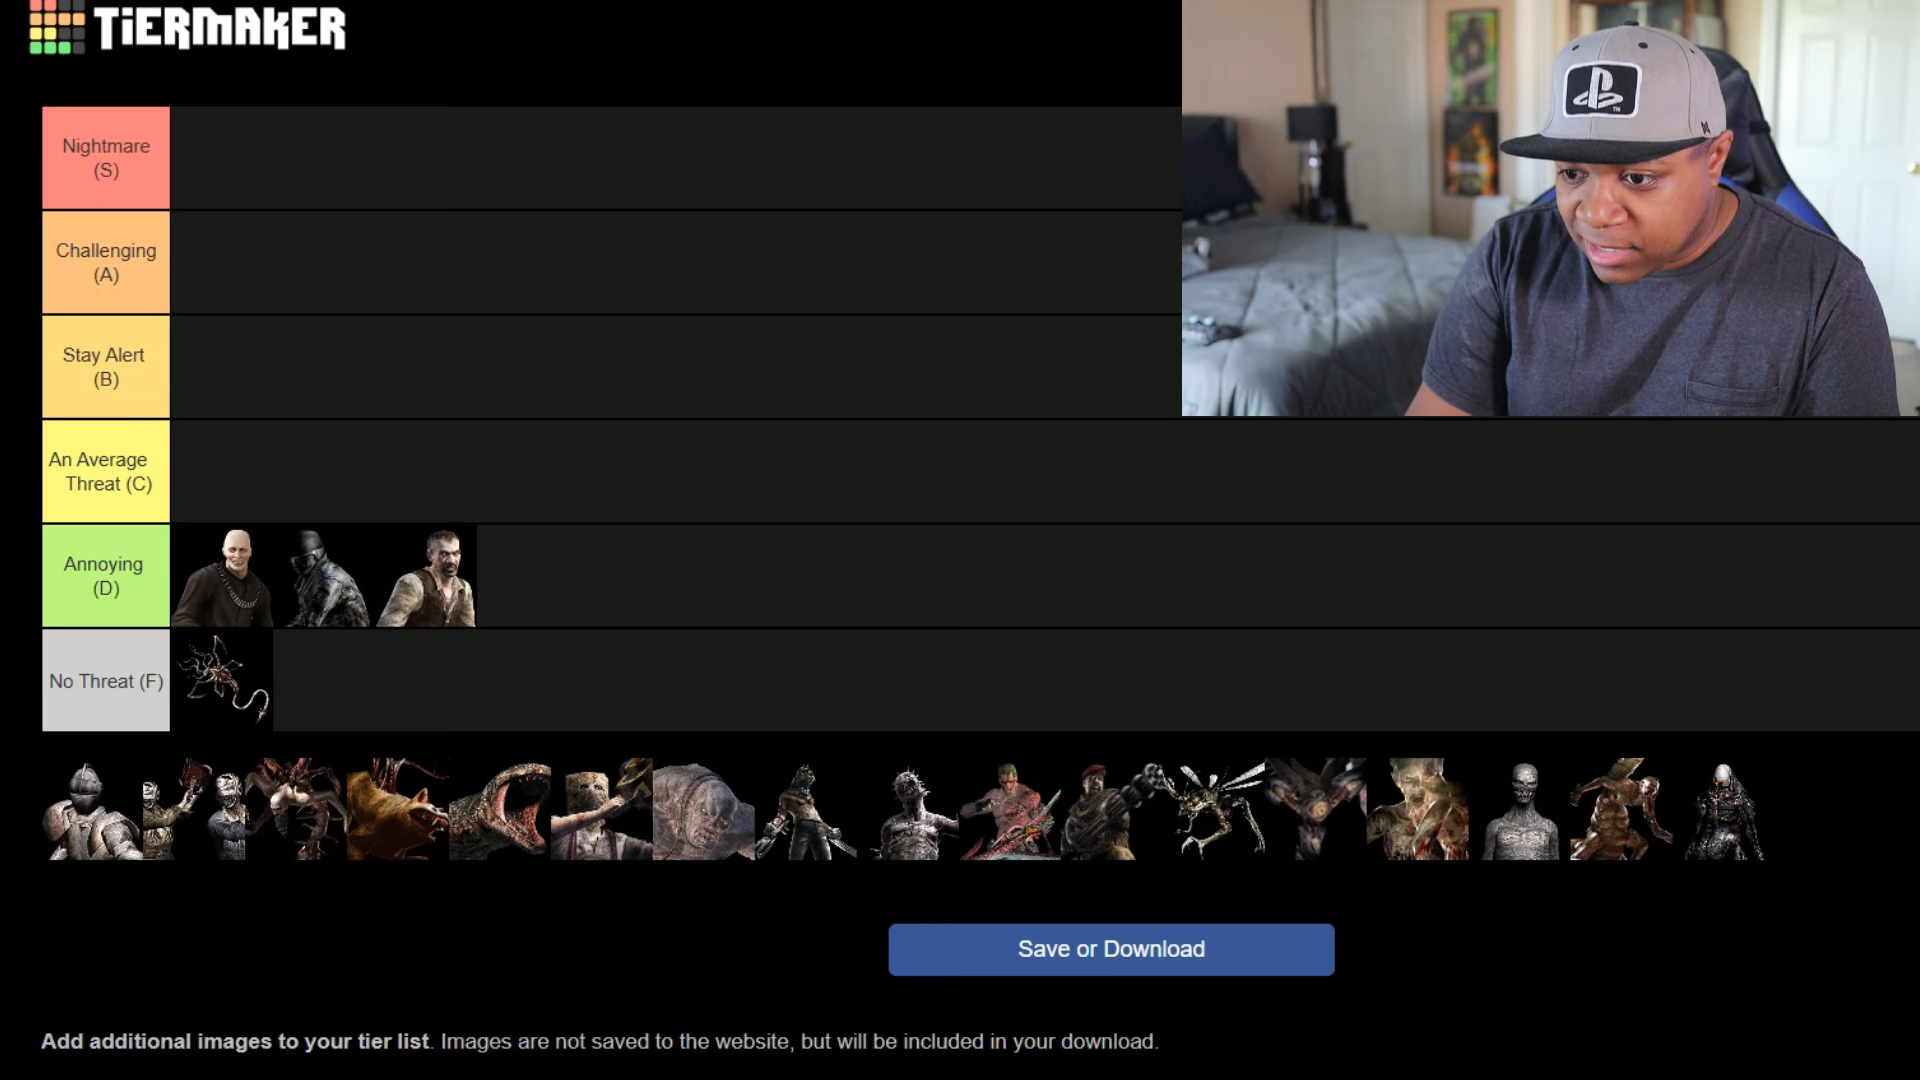 TiERMAKER
Nightmare
(S)
Challenging
(A)
Stay Alert
(B)
An Average
Threat (C)
Annoying
(D)
No Threat (F)
Save or Download
Add additional images to your tier list. Images are not saved to the website, but will be included in your download.